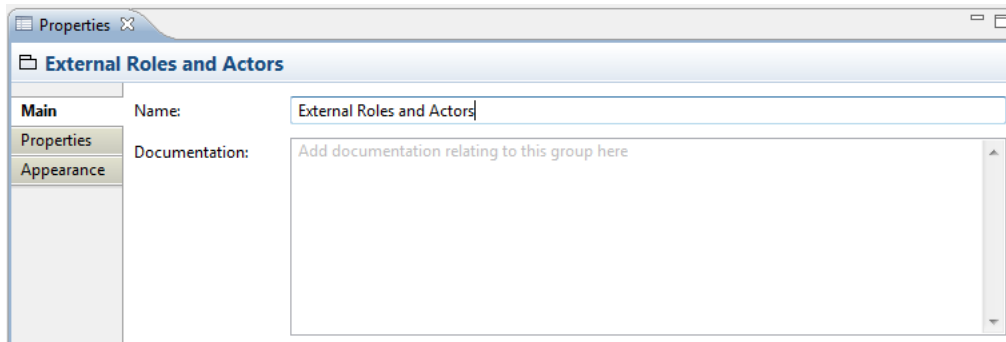 Properties
External Roles and Actors
Main
Name:
External Roles and Actors
Properties
Documentation:
Add documentation relating to this group here
Appearance